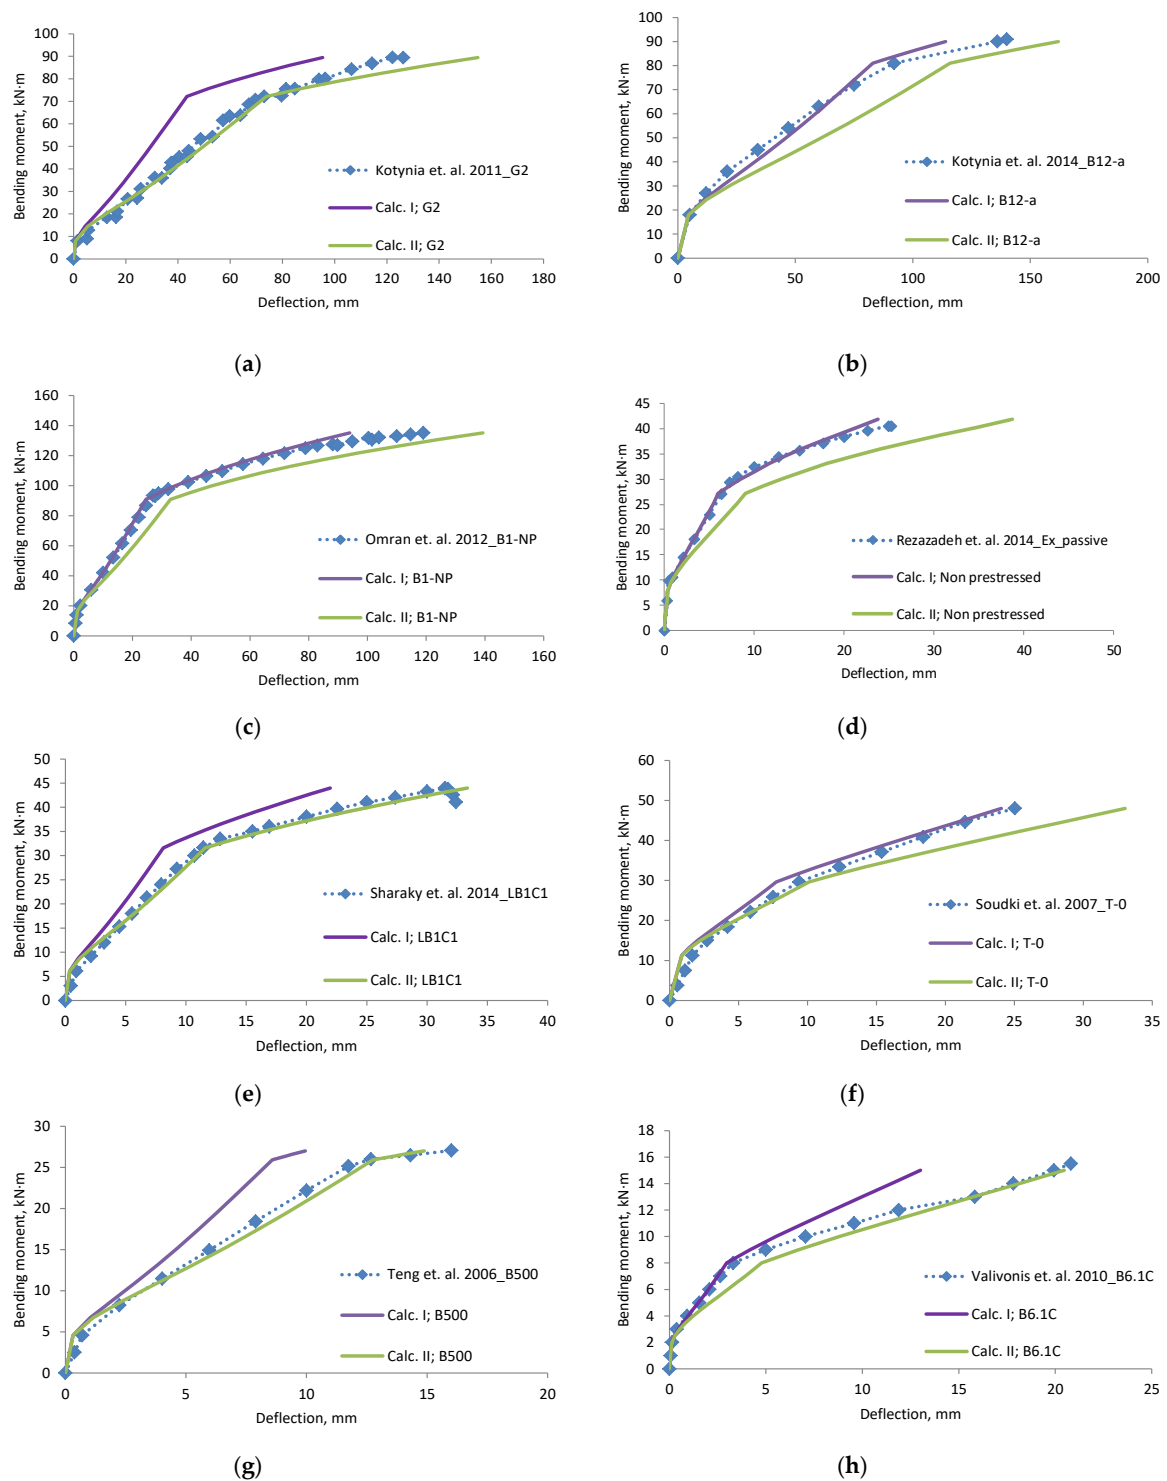 100
90
80
70
60
50
40
30
20
10
0
Bending moment, kN·m
Kotynia et. al. 2011_G2
Calc. I; G2
Calc. II; G2
0 20 40 60 80 100 120 140 160 180
Deflection, mm
(a)
100
90
80
70
60
50
40
30
20
10
0
Bending moment, kN·m
Kotynia et. al. 2014_B12-a
Calc. I; B12-a
Calc. II; B12-a
0 50 100 150 200
Deflection, mm
(b)
160
140
120
100
80
60
40
20
0
Bending moment, kN·m
Omran et. al. 2012_B1-NP
Calc. I; B1-NP
Calc. II; B1-NP
0 20 40 60 80 100 120 140 160
Deflection, mm
(c)
45
40
35
30
25
20
15
10
5
0
Bending moment, kN·m
Rezazadeh et. al. 2014_Ex_passive
Calc. I; Non prestressed
Calc. II; Non prestressed
0 10 20 30 40 50
Deflection, mm
(d)
50
45
40
35
30
25
20
15
10
5
0
Bending moment, kN·m
Sharaky et. al. 2014_LB1C1
Calc. I; LB1C1
Calc. II; LB1C1
0 5 10 15 20 25 30 35 40
Deflection, mm
(e)
60
50
40
30
20
10
0
Bending moment, kN·m
Soudki et. al. 2007_T-0
Calc. I; T-0
Calc. II; T-0
0 5 10 15 20 25 30 35
Deflection, mm
(f)
30
25
20
15
10
5
0
Bending moment, kN·m
Teng et. al. 2006_B500
Calc. I; B500
Calc. II; B500
0 5 10 15 20
Deflection, mm
(g)
18
16
14
12
10
8
6
4
2
0
Bending moment, kN·m
Valivonis et. al. 2010_B6.1C
Calc. I; B6.1C
Calc. II; B6.1C
0 5 10 15 20 25
Deflection, mm
(h)